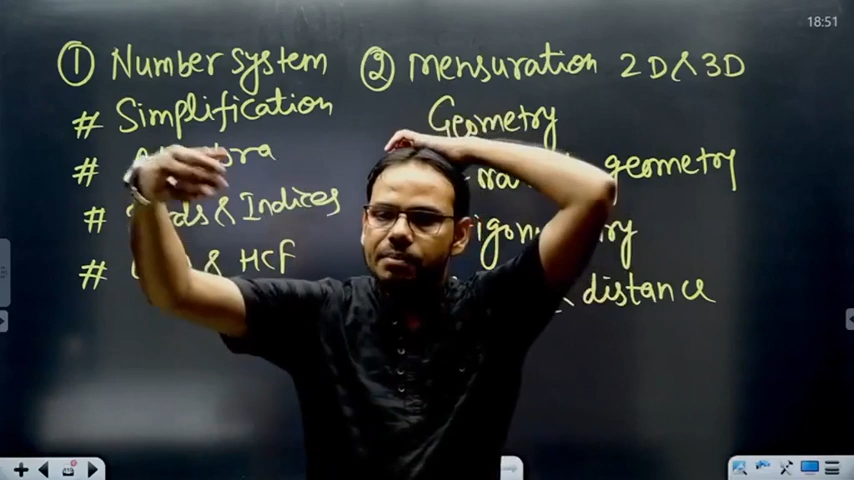 18:51
① Number system
# Simplification
#
# & Indices
# & HCF
② Mensuration 2D & 3D
Geometry
geometry
& distance